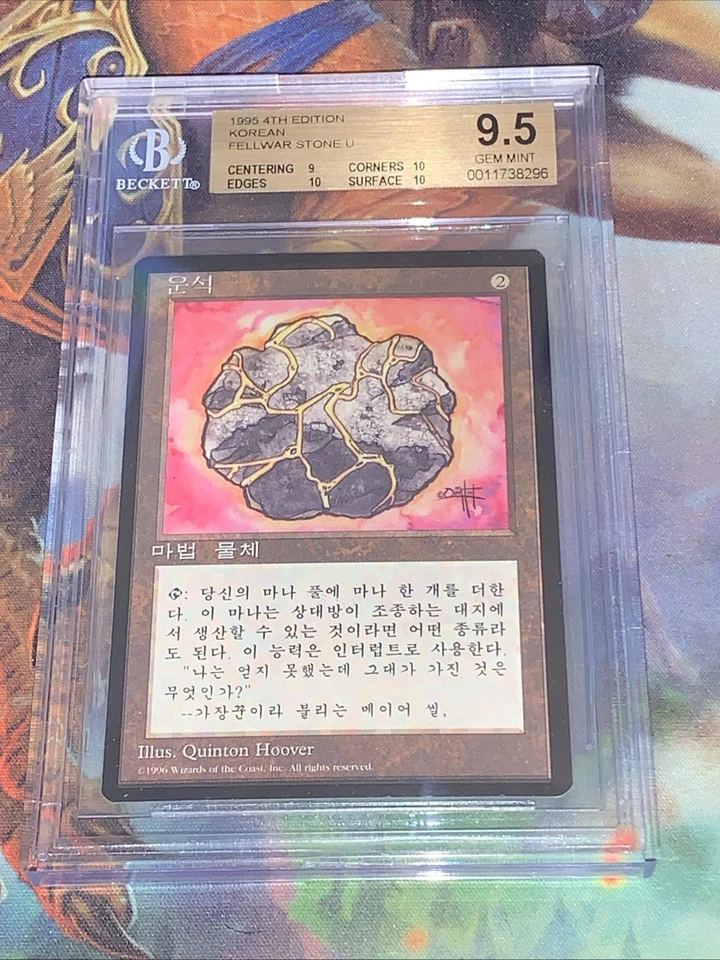 B
BECKETT®
1995 4TH EDITION
KOREAN
FELLWAR STONE U
CENTERING 9 CORNERS 10
EDGES 10 SURFACE 10
9.5
GEM MINT
0011738296
운석
2
마법 물체
: 당신의 마나 풀에 마나 한 개를 더한
다. 이 마나는 상대방이 조종하는 대지에
서 생산할 수 있는 것이라면 어떤 종류라
도 된다. 이 능력은 인터럽트로 사용한다.
"나는 얻지 못했는데 그대가 가진 것은
무엇인가?"
--가장꾼이라 불리는 메이어 씰,
Illus. Quinton Hoover
©1996 Wizards of the Coast, Inc. All rights reserved.